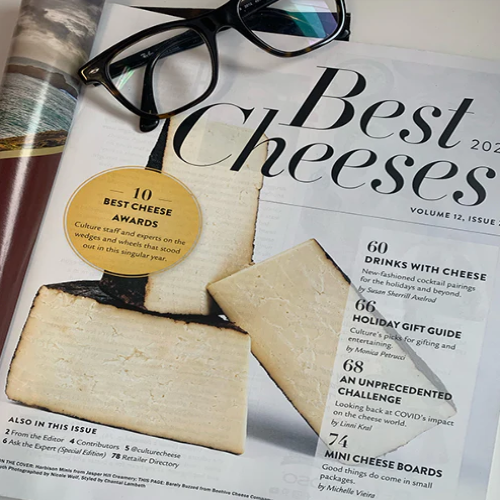 Ray-Ban
Best 202
Cheeses
VOLUME 12, ISSUE
10
BEST CHEESE
AWARDS
Culture staff and experts on the
wedges and wheels that stood
out in this singular year.
60
DRINKS WITH CHEESE
New-fashioned cocktail pairings
for the holidays and beyond.
by Susan Sherrill Axelrod
66
HOLIDAY GIFT GUIDE
Culture's picks for gifting and
entertaining.
by Monica Petrucci
68
AN UNPRECEDENTED
CHALLENGE
Looking back at COVID's impact
on the cheese world.
by Linni Kral
74
MINI CHEESE BOARDS
Good things do come in small
packages.
by Michelle Vieira
ALSO IN THIS ISSUE
2 From the Editor 4 Contributors 5 @culturecheese
6 Ask the Expert (Special Edition) 78 Retailer Directory
ON THE COVER: Harbison Minis from Jasper Hill Creamery; THIS PAGE: Barely Buzzed from Beehive Cheese Company
Photographed by Nicole Wolf, Styled by Chantal Lambeth